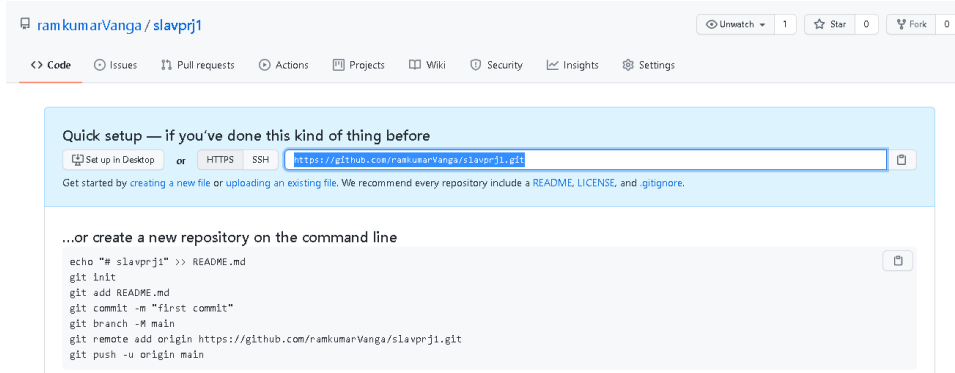 ramkumarVanga / slavprj1
Unwatch 1 Star 0 Fork 0
<> Code Issues Pull requests Actions Projects Wiki Security Insights Settings
Quick setup — if you've done this kind of thing before
Set up in Desktop or HTTPS SSH https://github.com/ramkumarVanga/slavprj1.git
Get started by creating a new file or uploading an existing file. We recommend every repository include a README, LICENSE, and .gitignore.
...or create a new repository on the command line
echo "# slavprj1" >> README.md
git init
git add README.md
git commit -m "first commit"
git branch -M main
git remote add origin https://github.com/ramkumarVanga/slavprj1.git
git push -u origin main